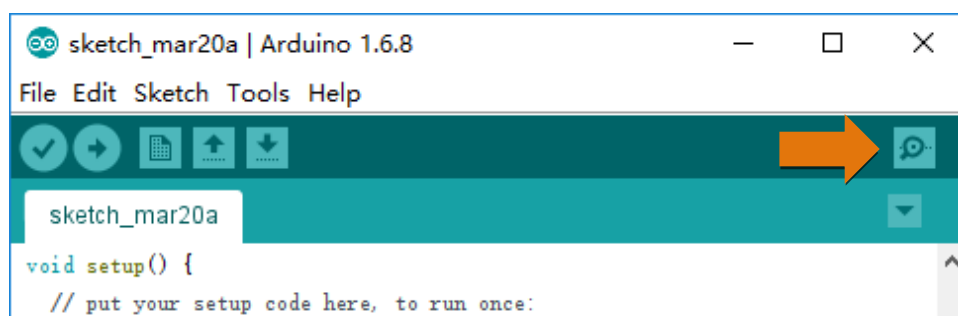 sketch_mar20a | Arduino 1.6.8
File Edit Sketch Tools Help
sketch_mar20a
void setup() {
// put your setup code here, to run once: